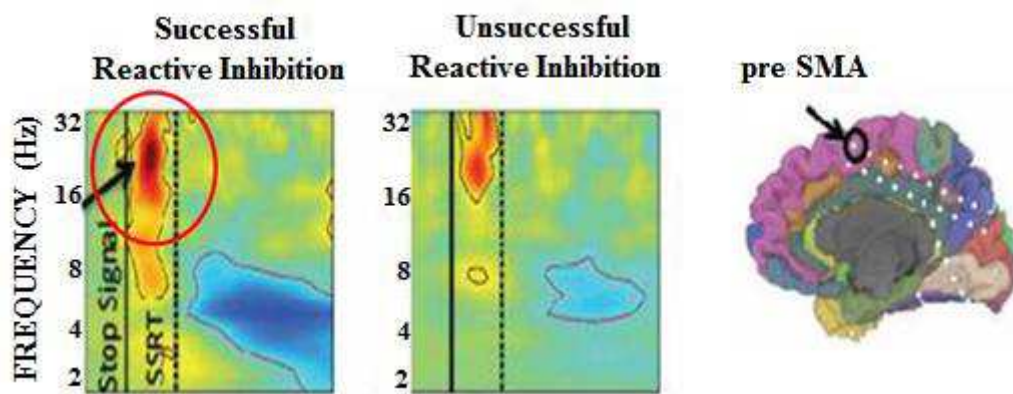 Successful
Reactive Inhibition
Unsuccessful
Reactive Inhibition
pre SMA
FREQUENCY (Hz)
32
16
8
4
2
Stop Signal
SSRT
32
16
8
4
2